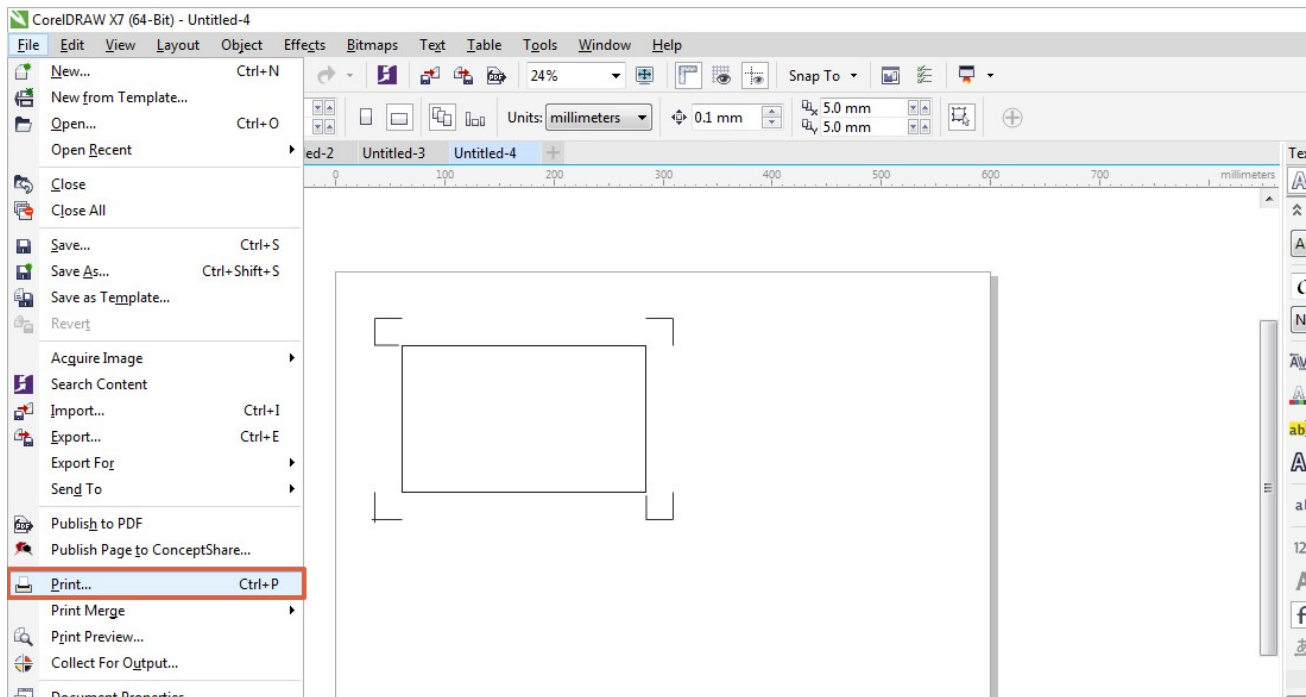 CorelDRAW X7 (64-Bit) - Untitled-4
File Edit View Layout Object Effects Bitmaps Text Table Tools Window Help
New... Ctrl+N
24% Snap To
New from Template...
Open... Ctrl+O
Units: millimeters 0.1 mm 5.0 mm
5.0 mm
Open Recent
Untitled-3 Untitled-4
0 100 200 300 400 500 600 700 millimeters
Close
Close All
Save... Ctrl+S
Save As... Ctrl+Shift+S
Save as Template...
Revert
Acquire Image
Search Content
Import... Ctrl+I
Export... Ctrl+E
Export For
Send To
Publish to PDF
Publish Page to ConceptShare...
Print... Ctrl+P
Print Merge
Print Preview...
Collect For Output...
Document Properties